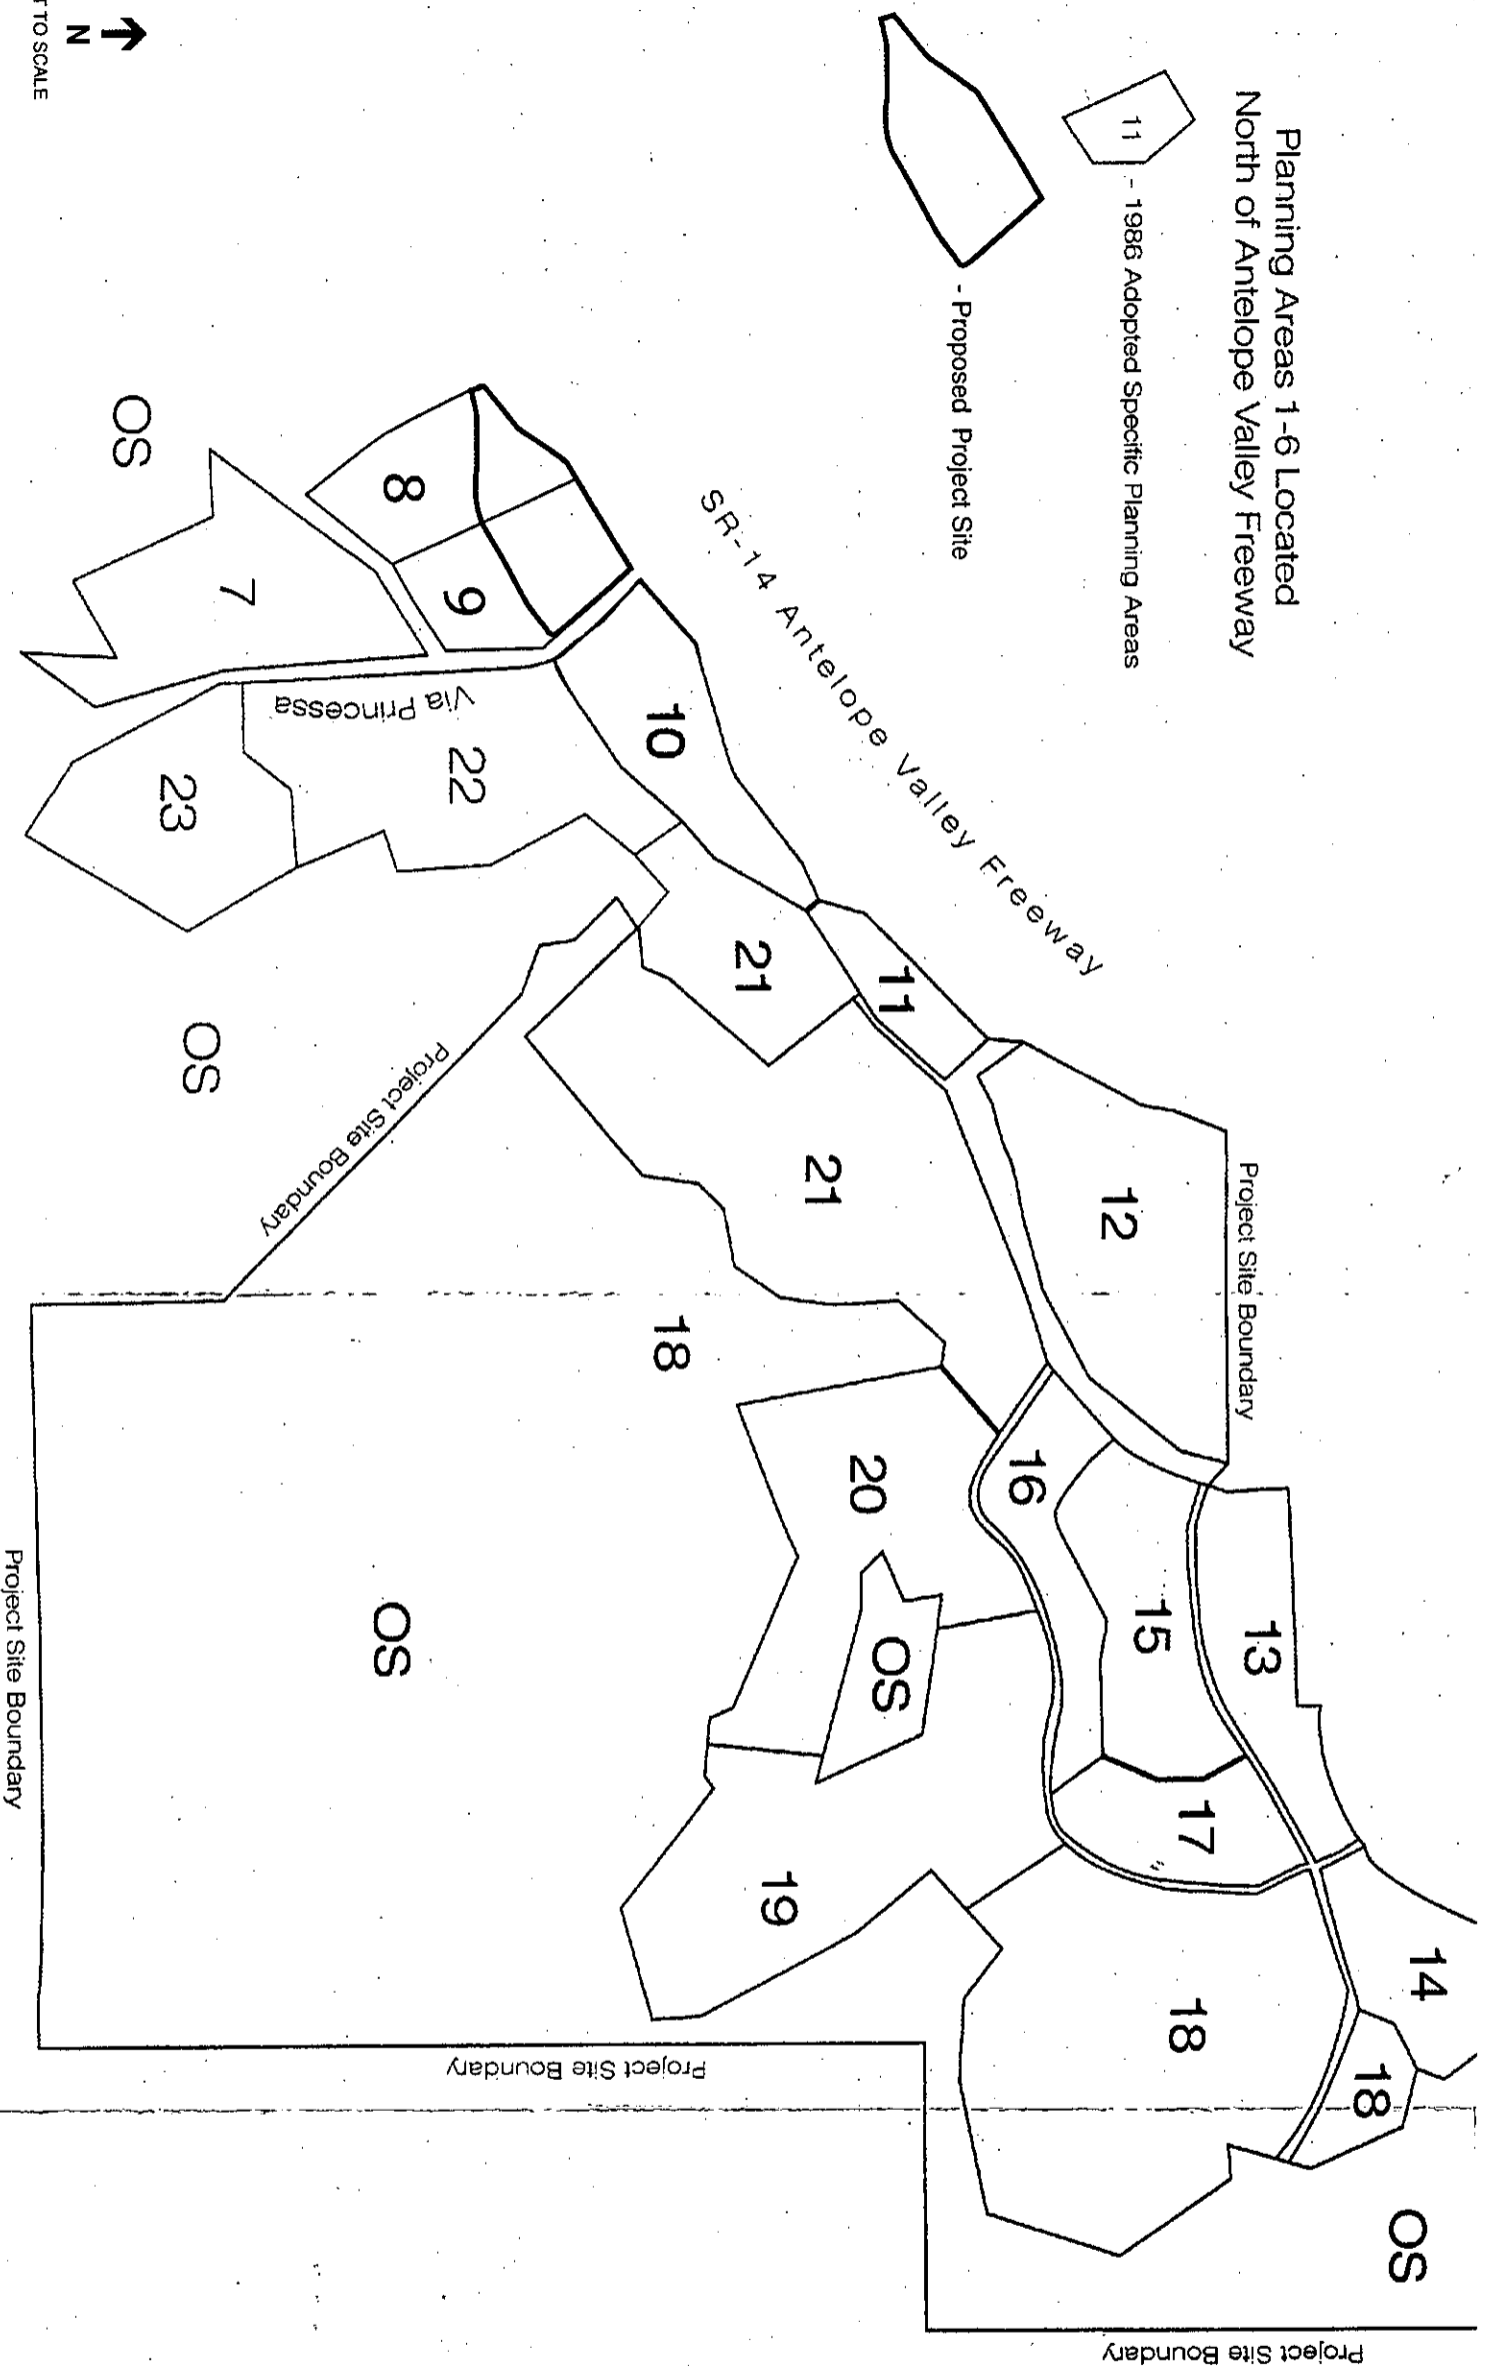 Planning Areas 1-6 Located
North of Antelope Valley Freeway
11
- 1986 Adopted Specific Planning Areas
- Proposed Project Site
SR-14 Antelope Valley Freeway
Project Site Boundary
14
18
OS
13
12
15
17
18
16
11
OS
20
21
19
21
10
18
9
22
8
OS
7
Via Princessa
23
OS
OS
Project Site Boundary
Project Site Boundary
Project Site Boundary
Project Site Boundary
N
T TO SCALE